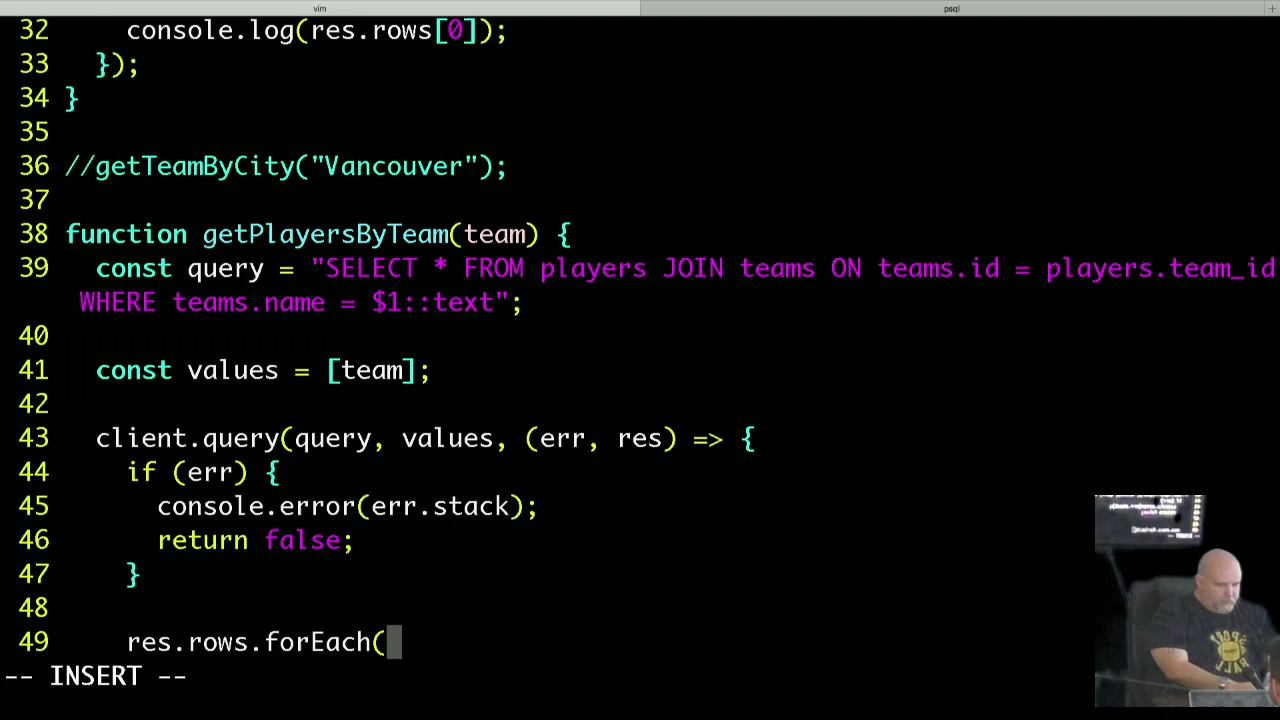 vim
psql
+
32 console.log(res.rows[0]);
33 });
34 }
35
36 //getTeamByCity("Vancouver");
37
38 function getPlayersByTeam(team) {
39 const query = "SELECT * FROM players JOIN teams ON teams.id = players.team_id
WHERE teams.name = $1::text";
40
41 const values = [team];
42
43 client.query(query, values, (err, res) => {
44 if (err) {
45 console.error(err.stack);
46 return false;
47 }
48
49 res.rows.forEach(
-- INSERT --